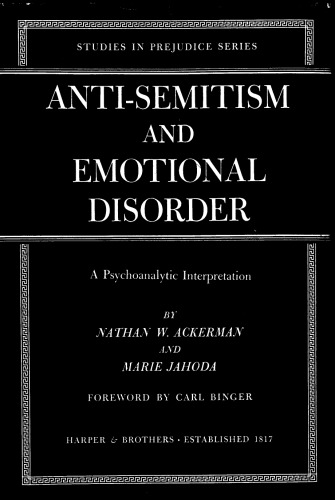 STUDIES IN PREJUDICE SERIES
ANTI-SEMITISM
AND
EMOTIONAL
DISORDER
A Psychoanalytic Interpretation
BY
NATHAN W. ACKERMAN
AND
MARIE JAHODA
FOREWORD BY CARL BINGER
HARPER & BROTHERS · ESTABLISHED 1817